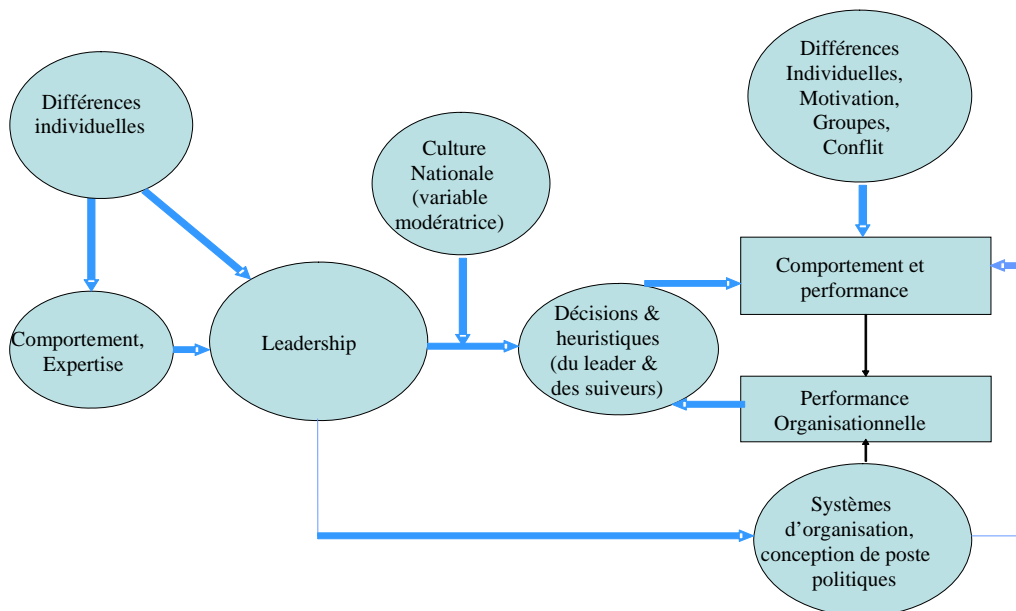 Différences
individuelles
Différences
Individuelles,
Motivation,
Groupes,
Conflit
Culture
Nationale
(variable
modératrice)
Comportement et
performance
Comportement,
Expertise
Leadership
Décisions &
heuristiques
(du leader &
des suiveurs)
Performance
Organisationnelle
Systèmes
d’organisation,
conception de poste
politiques